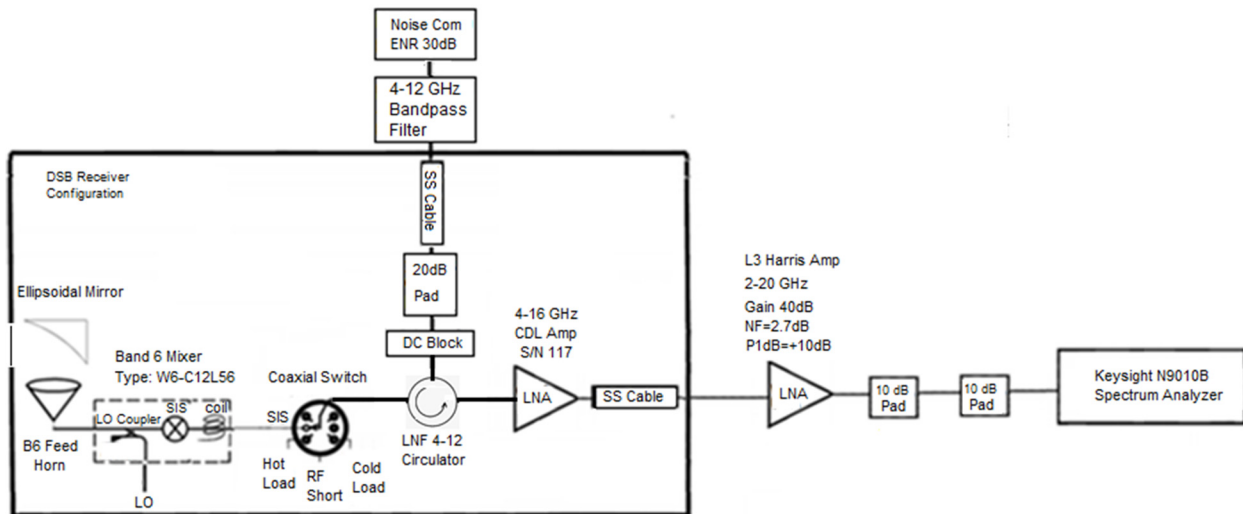 Noise Com
ENR 30dB
4-12 GHz
Bandpass
Filter
DSB Receiver
Configuration
SS Cable
20dB
Pad
DC Block
Ellipsoidal Mirror
Band 6 Mixer
Type: W6-C12L56
LO Coupler
SIS
coil
B6 Feed
Horn
LO
Coaxial Switch
SIS
Hot
Load
RF
Short
Cold
Load
LNF 4-12
Circulator
4-16 GHz
CDL Amp
S/N 117
LNA
SS Cable
L3 Harris Amp
2-20 GHz
Gain 40dB
NF=2.7dB
P1dB=+10dB
LNA
10 dB
Pad
10 dB
Pad
Keysight N9010B
Spectrum Analyzer